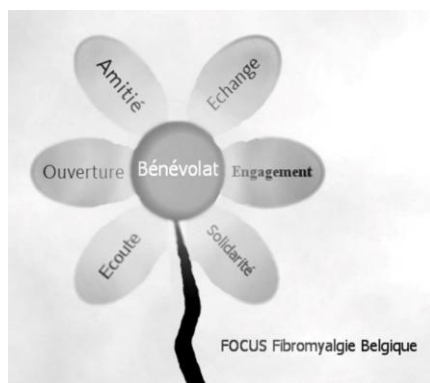 Amitié
Echange
Ouverture
Bénévolat
Engagement
Ecoute
Solidarité
FOCUS Fibromyalgie Belgique